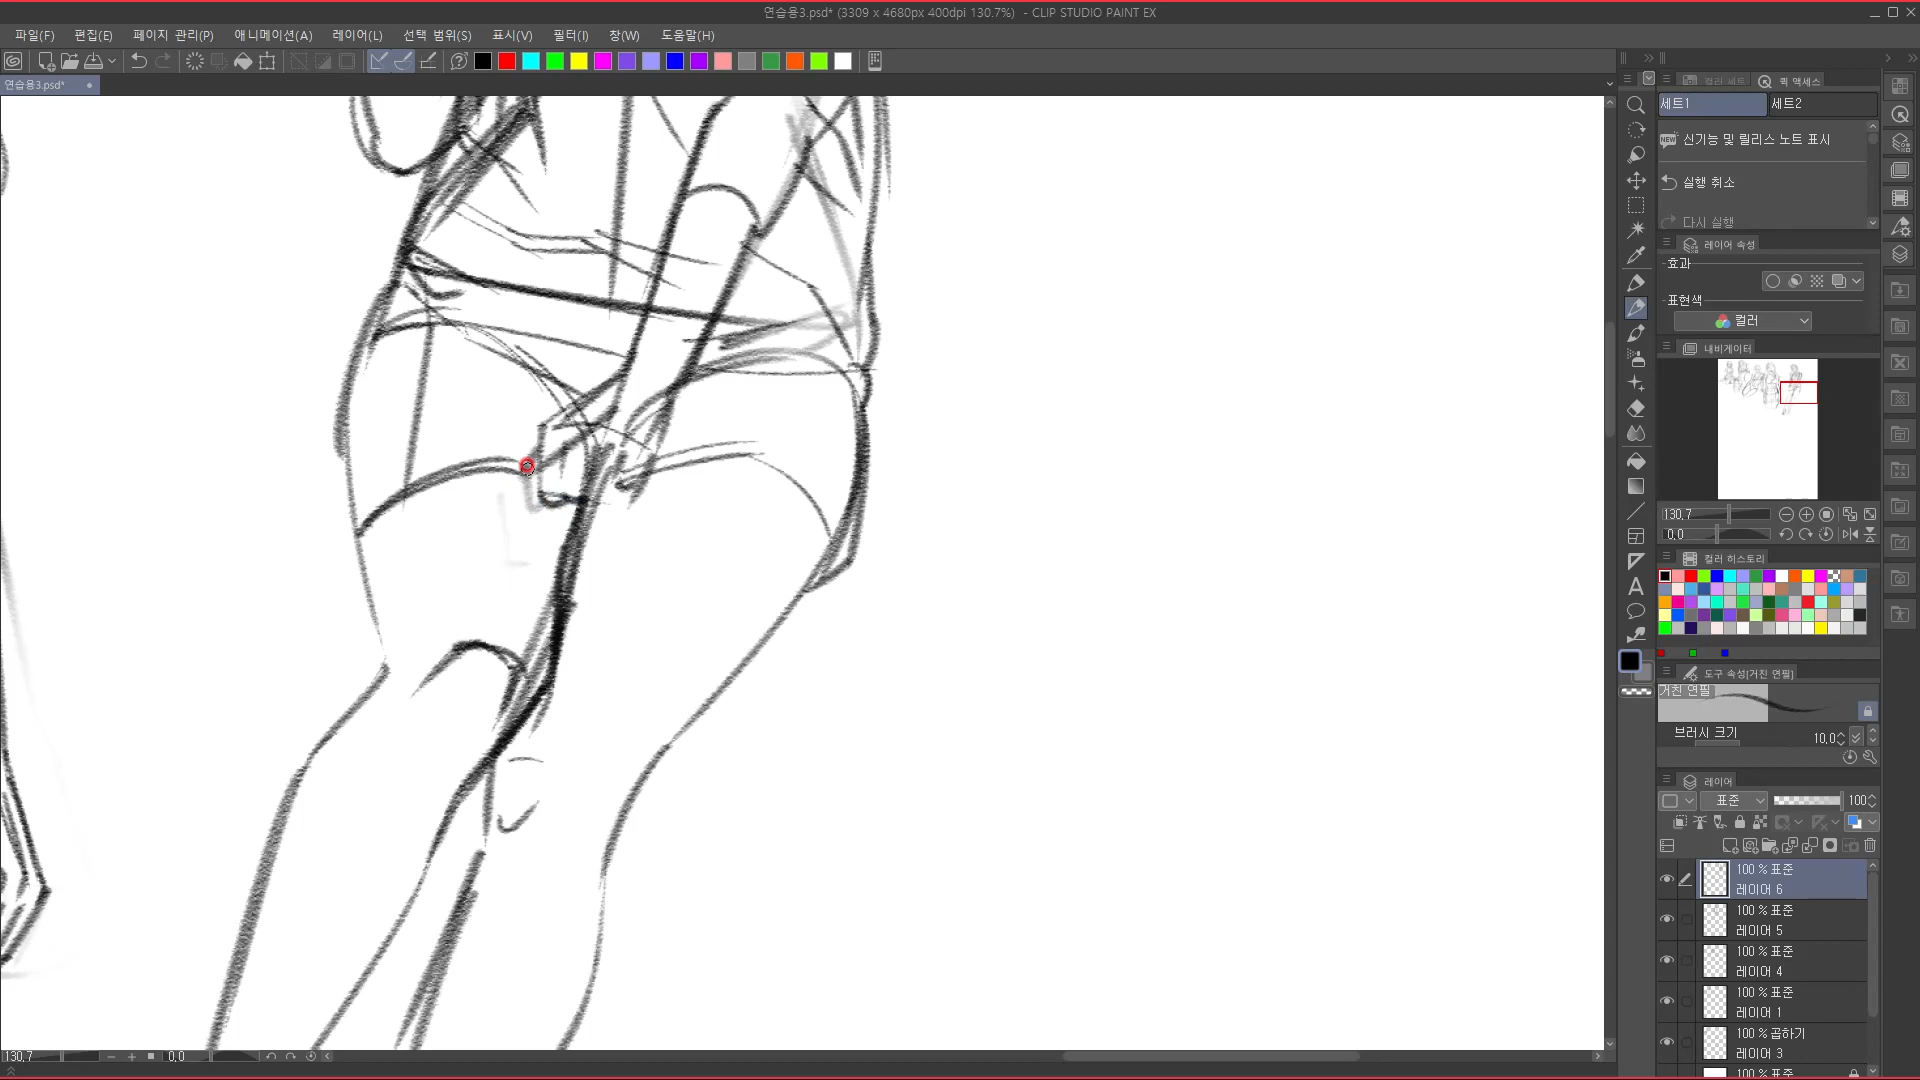 연습용3.psd* (3309 x 4680px 400dpi 130.7%) - CLIP STUDIO PAINT EX
파일(F) 편집(E) 페이지 관리(P) 애니메이션(A) 레이어(L) 선택 범위(S) 표시(V) 필터(I) 창(W) 도움말(H)
연습용3.psd*
컬러 세트 퀵 액세스
세트1 세트2
신기능 및 릴리스 노트 표시
실행 취소
다시 실행
레이어 속성
효과
표현색
컬러
내비게이터
130.7
0.0
컬러 히스토리
도구 속성[거친 연필]
거친 연필
브러시 크기 10.0
레이어
표준 100
100 % 표준
레이어 6
100 % 표준
레이어 5
100 % 표준
레이어 4
100 % 표준
레이어 1
100 % 곱하기
레이어 3
100 % 표준
130.7 0.0